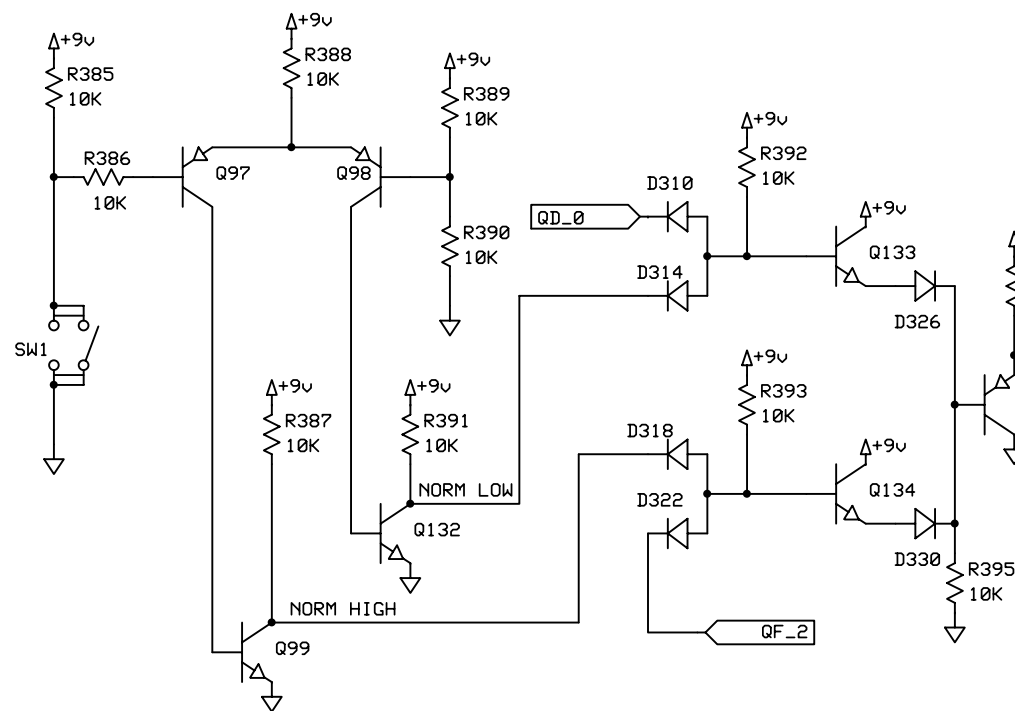 +9v
R385
10K
R386
10K
SW1
+9v
R388
10K
Q97
Q98
+9v
R389
10K
R390
10K
+9v
R387
10K
+9v
R391
10K
NORM LOW
Q132
NORM HIGH
Q99
QD_0
D310
D314
+9v
R392
10K
+9v
Q133
D326
D318
D322
+9v
R393
10K
+9v
Q134
D330
QF_2
R395
10K